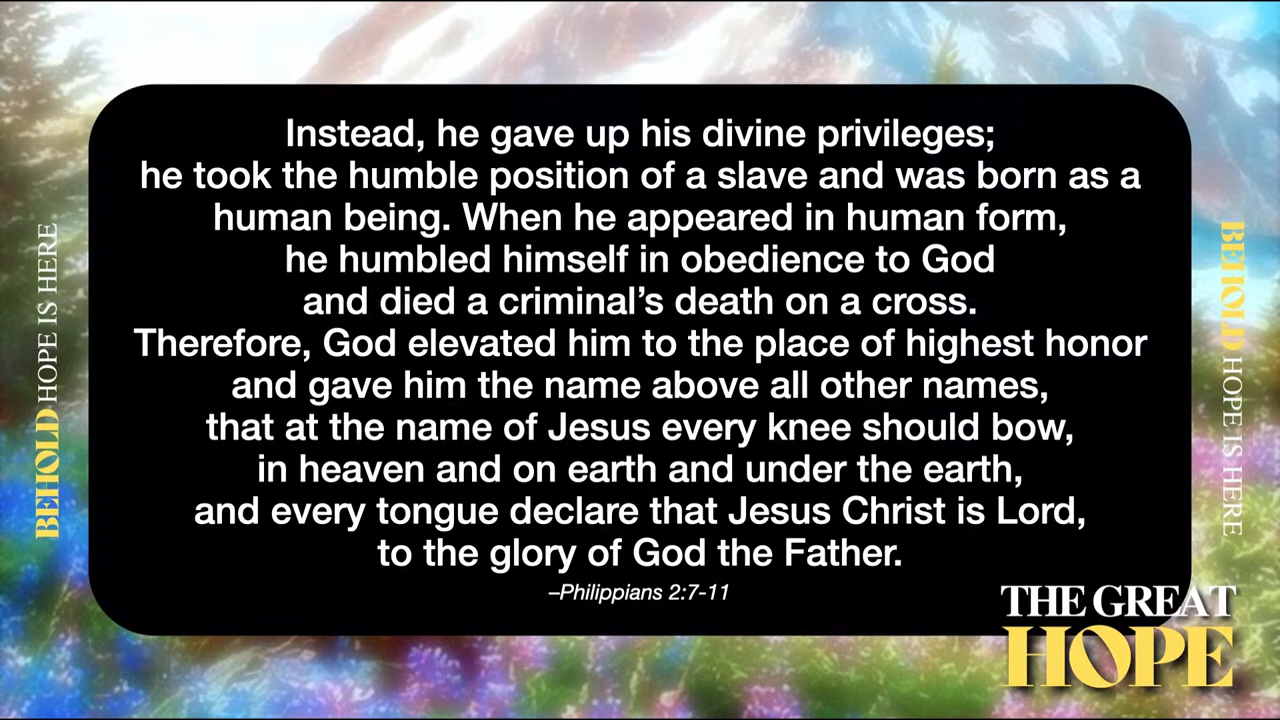 Instead, he gave up his divine privileges;
he took the humble position of a slave and was born as a
human being. When he appeared in human form,
he humbled himself in obedience to God
and died a criminal’s death on a cross.
Therefore, God elevated him to the place of highest honor
and gave him the name above all other names,
that at the name of Jesus every knee should bow,
in heaven and on earth and under the earth,
and every tongue declare that Jesus Christ is Lord,
to the glory of God the Father.
–Philippians 2:7-11
BEHOLD HOPE IS HERE
BEHOLD HOPE IS HERE
THE GREAT
HOPE